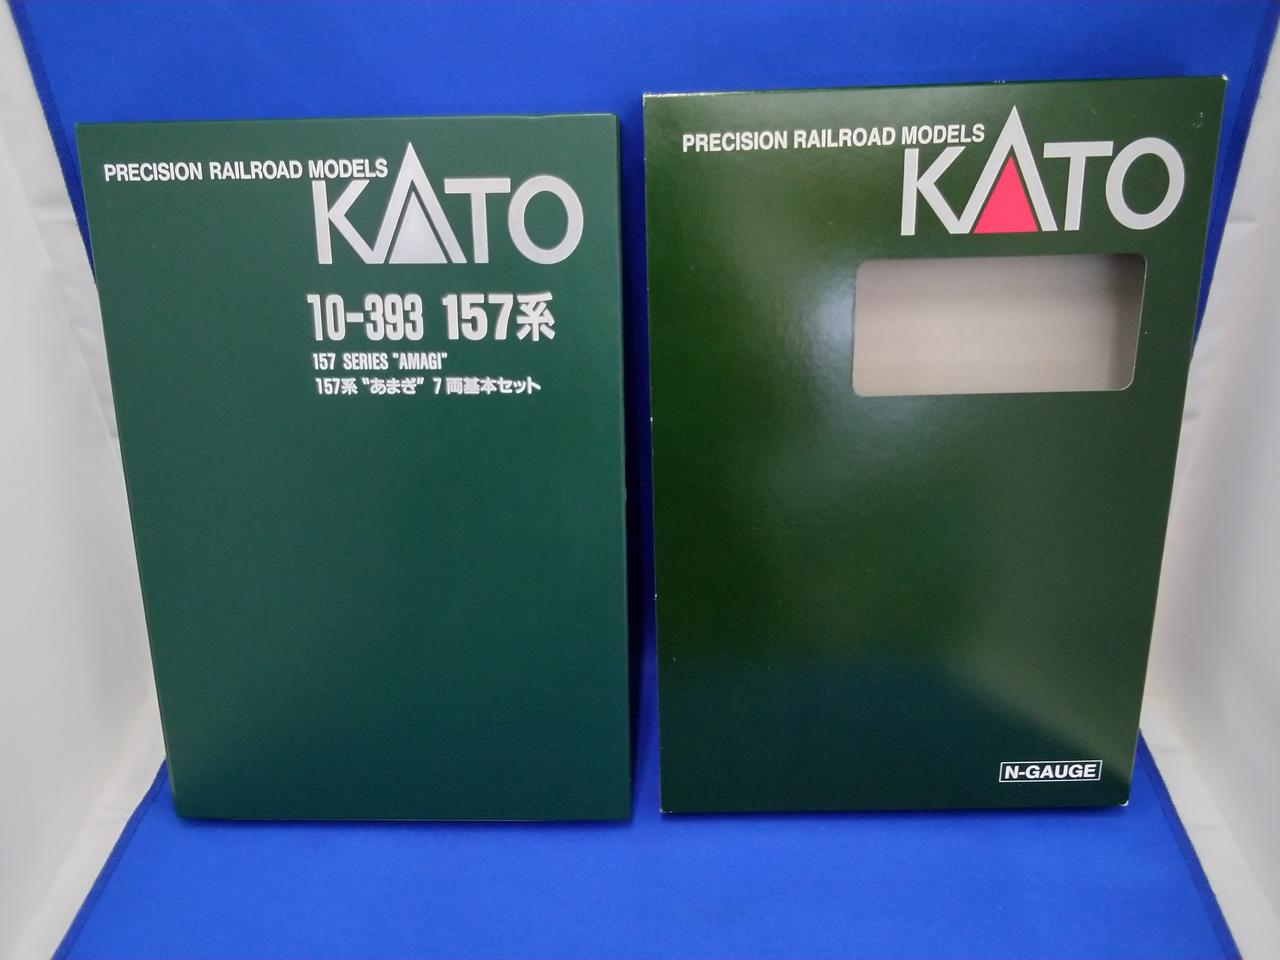 PRECISION RAILROAD MODELS
KATO
10-393 157系
157 SERIES "AMAGI"
157系 "あまぎ" 7両基本セット
PRECISION RAILROAD MODELS
KATO
N-GAUGE